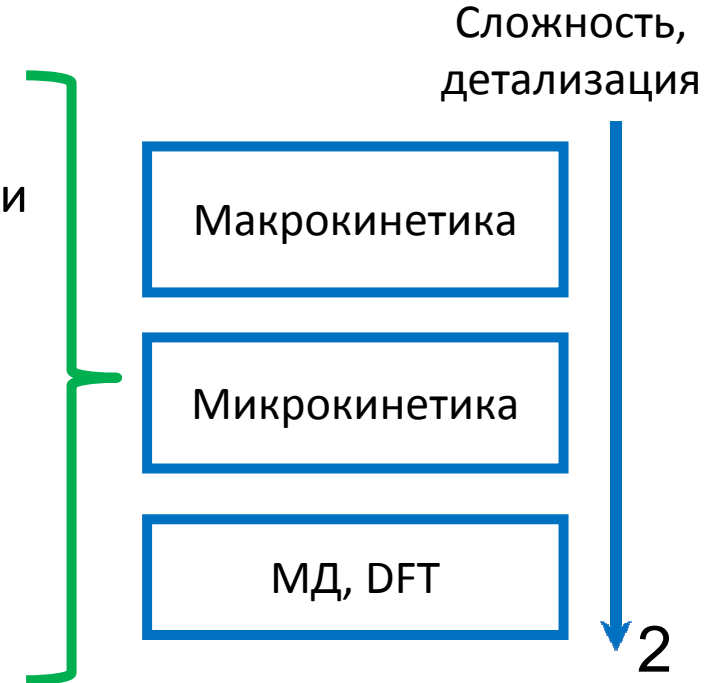 Сложность,
детализация
и
Макрокинетика
Микрокинетика
МД, DFT
2